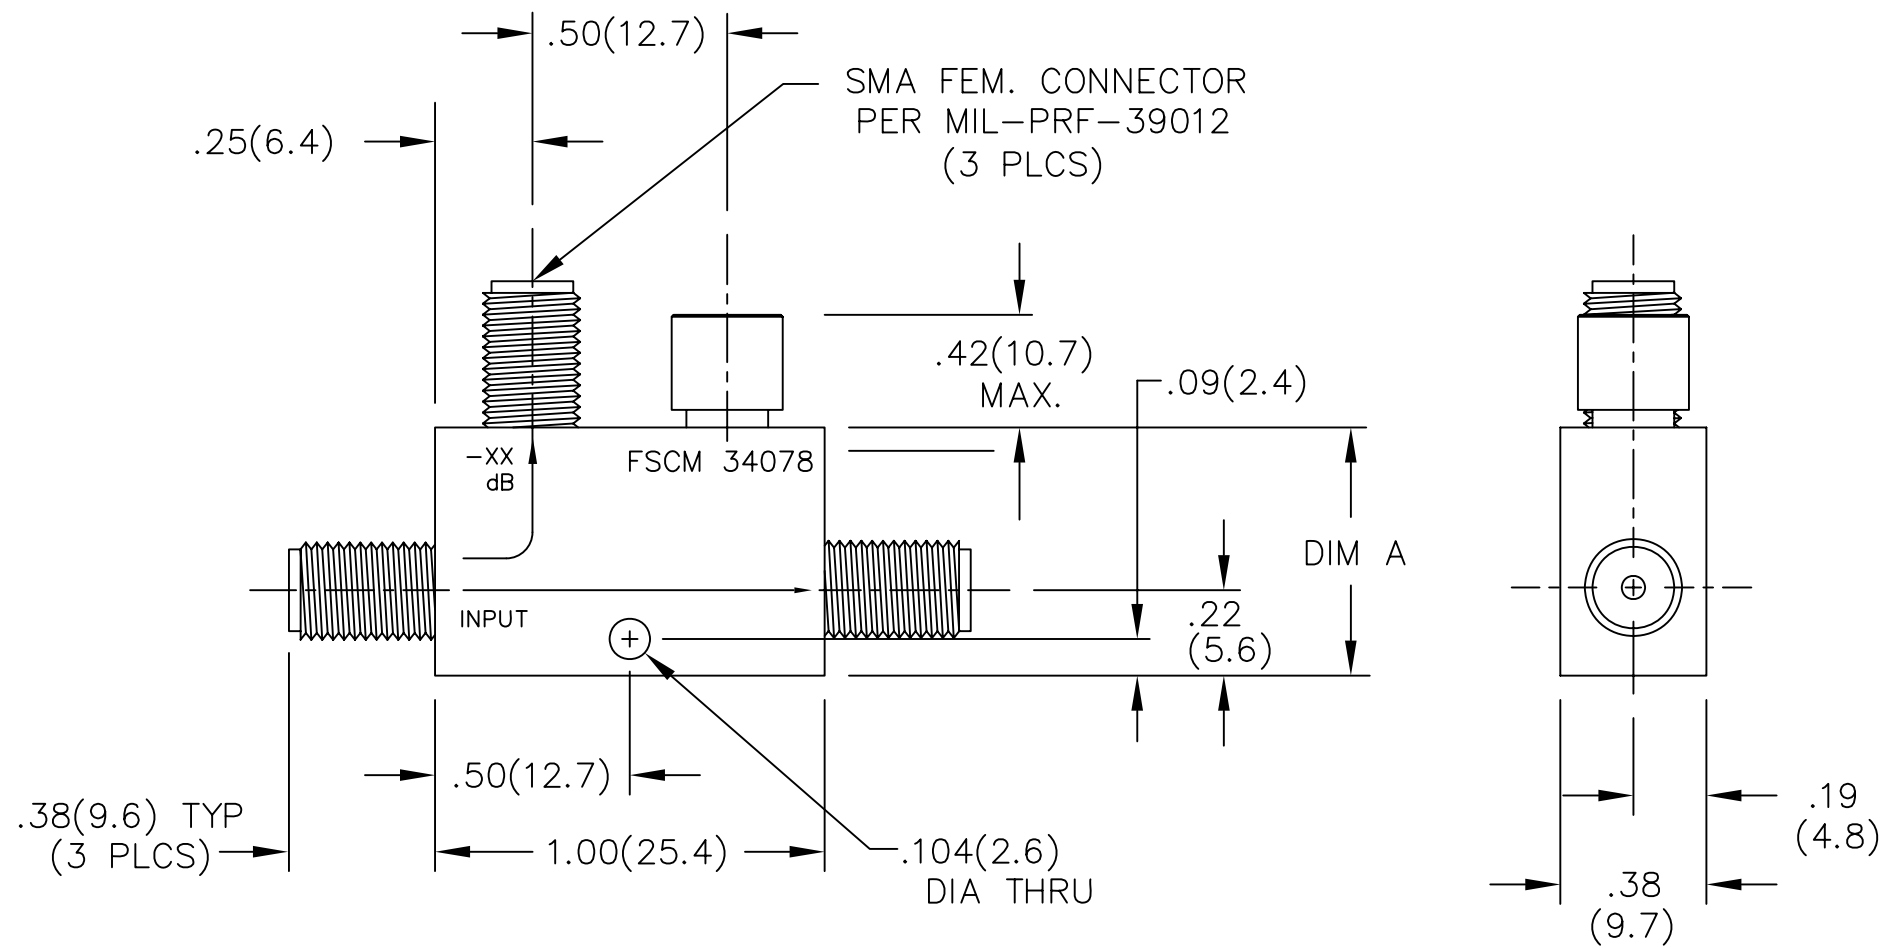 .50(12.7)
SMA FEM. CONNECTOR
PER MIL-PRF-39012
(3 PLCS)
.25(6.4)
.42(10.7)
MAX.
.09(2.4)
-XX
dB
FSCM 34078
DIM A
INPUT
.22
(5.6)
.50(12.7)
.38(9.6) TYP
(3 PLCS)
1.00(25.4)
.104(2.6)
DIA THRU
.19
(4.8)
.38
(9.7)